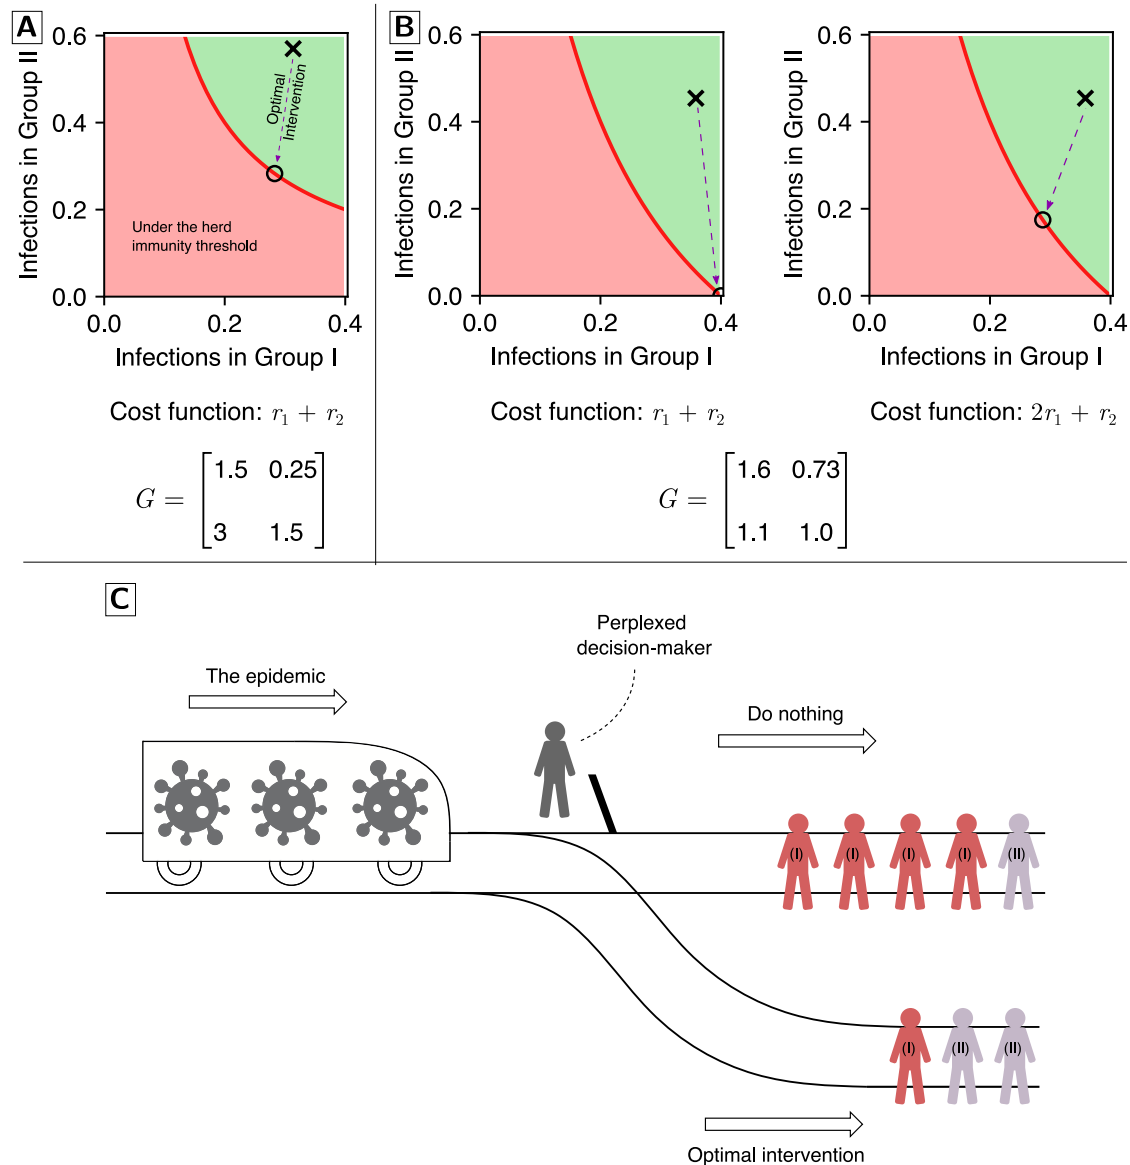 A
Infections in Group II
0.6
0.4
0.2
0.0
Optimal
Intervention
Under the herd
immunity threshold
0.0 0.2 0.4
Infections in Group I
Cost function: r₁ + r₂
G = [1.5 0.25
3 1.5]
B
Infections in Group II
0.6
0.4
0.2
0.0
0.0 0.2 0.4
Infections in Group I
Cost function: r₁ + r₂
Infections in Group II
0.6
0.4
0.2
0.0
0.0 0.2 0.4
Infections in Group I
Cost function: 2r₁ + r₂
G = [1.6 0.73
1.1 1.0]
C
The epidemic
Perplexed
decision-maker
Do nothing
(I) (I) (I) (I) (II)
(I) (II) (II)
Optimal intervention